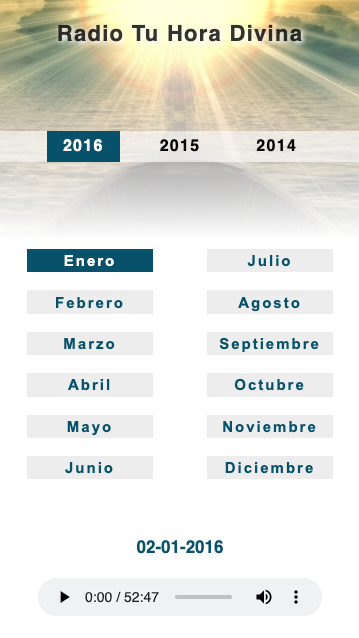 Radio Tu Hora Divina
2016 2015 2014
Enero Julio
Febrero Agosto
Marzo Septiembre
Abril Octubre
Mayo Noviembre
Junio Diciembre
02-01-2016
0:00 / 52:47